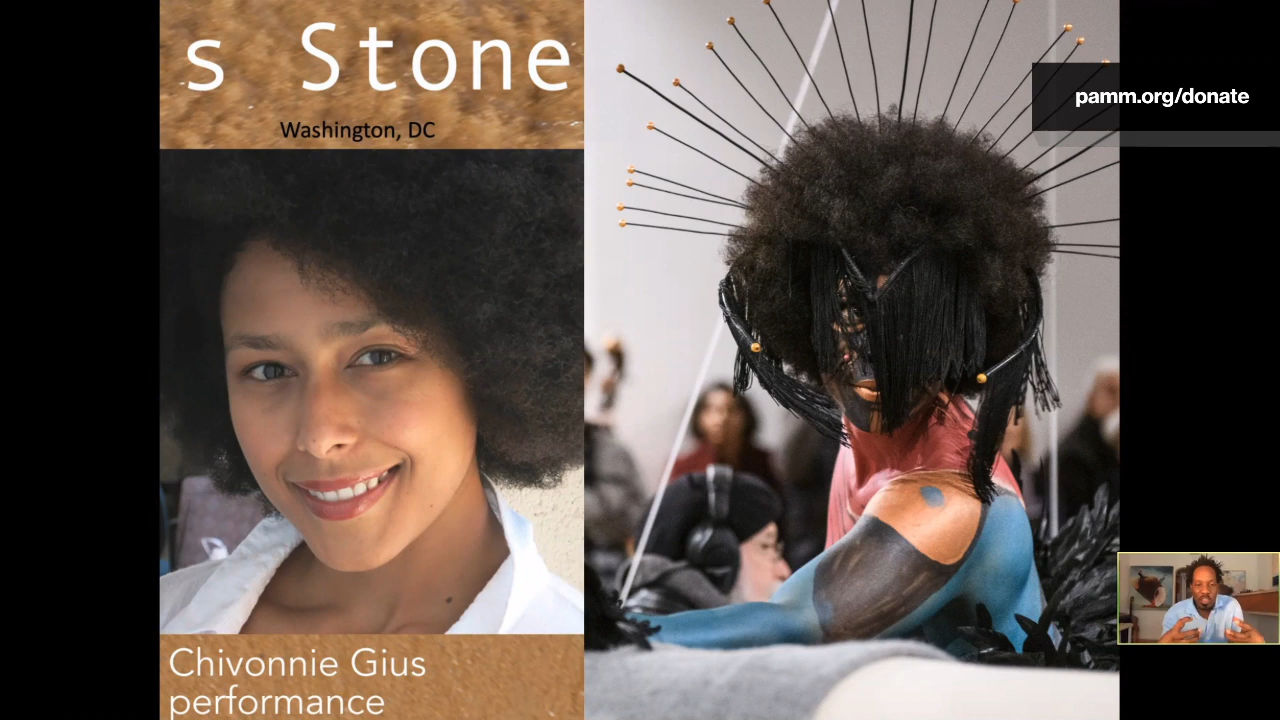 s Stone
Washington, DC
pamm.org/donate
Chivonnie Gius
performance